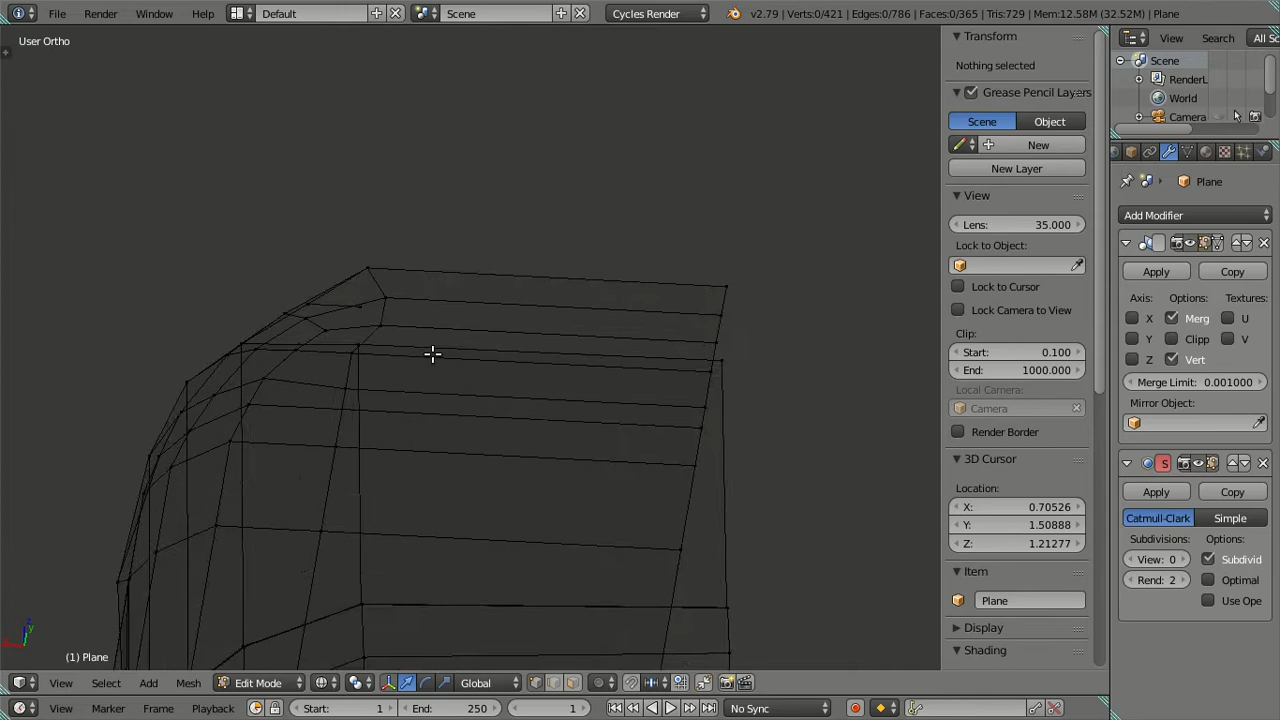 File Render Window Help Default Scene Cycles Render v2.79 | Verts:0/421 | Edges:0/786 | Faces:0/365 | Tris:729 | Mem:12.58M (32.52M) | Plane
User Ortho
Transform
Nothing selected
Grease Pencil Layers
Scene Object
New
New Layer
View
Lens: 35.000
Lock to Object:
Lock to Cursor
Lock Camera to View
Clip:
Start: 0.100
End: 1000.000
Local Camera:
Camera
Render Border
3D Cursor
Location:
X: 0.70526
Y: 1.50888
Z: 1.21277
Item
Plane
Display
Shading
View Search All Sc
Scene
RenderL
World
Camera
Plane
Add Modifier
Apply Copy
Axis: Options: Textures:
X Merg U
Y Clipp V
Z Vert
Merge Limit: 0.001000
Mirror Object:
S
Apply Copy
Catmull-Clark Simple
Subdivisions: Options:
View: 0 Subdivid
Rend: 2 Optimal
Use Ope
(1) Plane
View Select Add Mesh Edit Mode Global
View Marker Frame Playback Start: 1 End: 250 1 No Sync